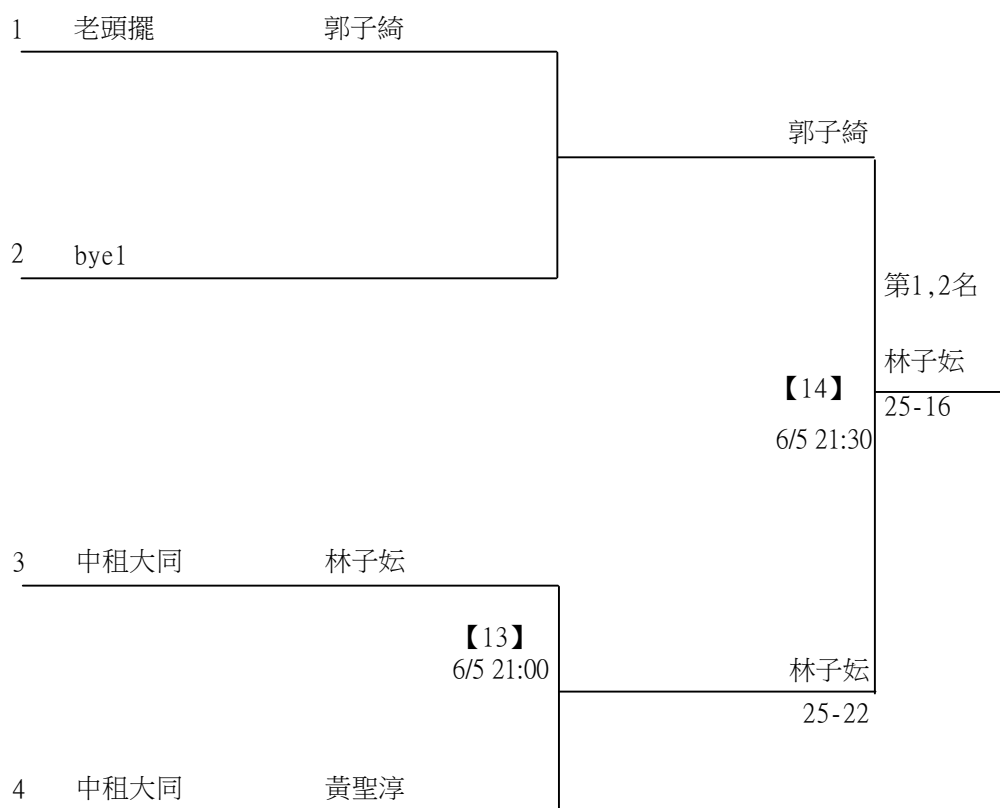 1 老頭擺 郭子綺
郭子綺
2 bye1
第1,2名
林子妘
【14】
25-16
6/5 21:30
3 中租大同 林子妘
【13】
6/5 21:00
林子妘
25-22
4 中租大同 黃聖淳